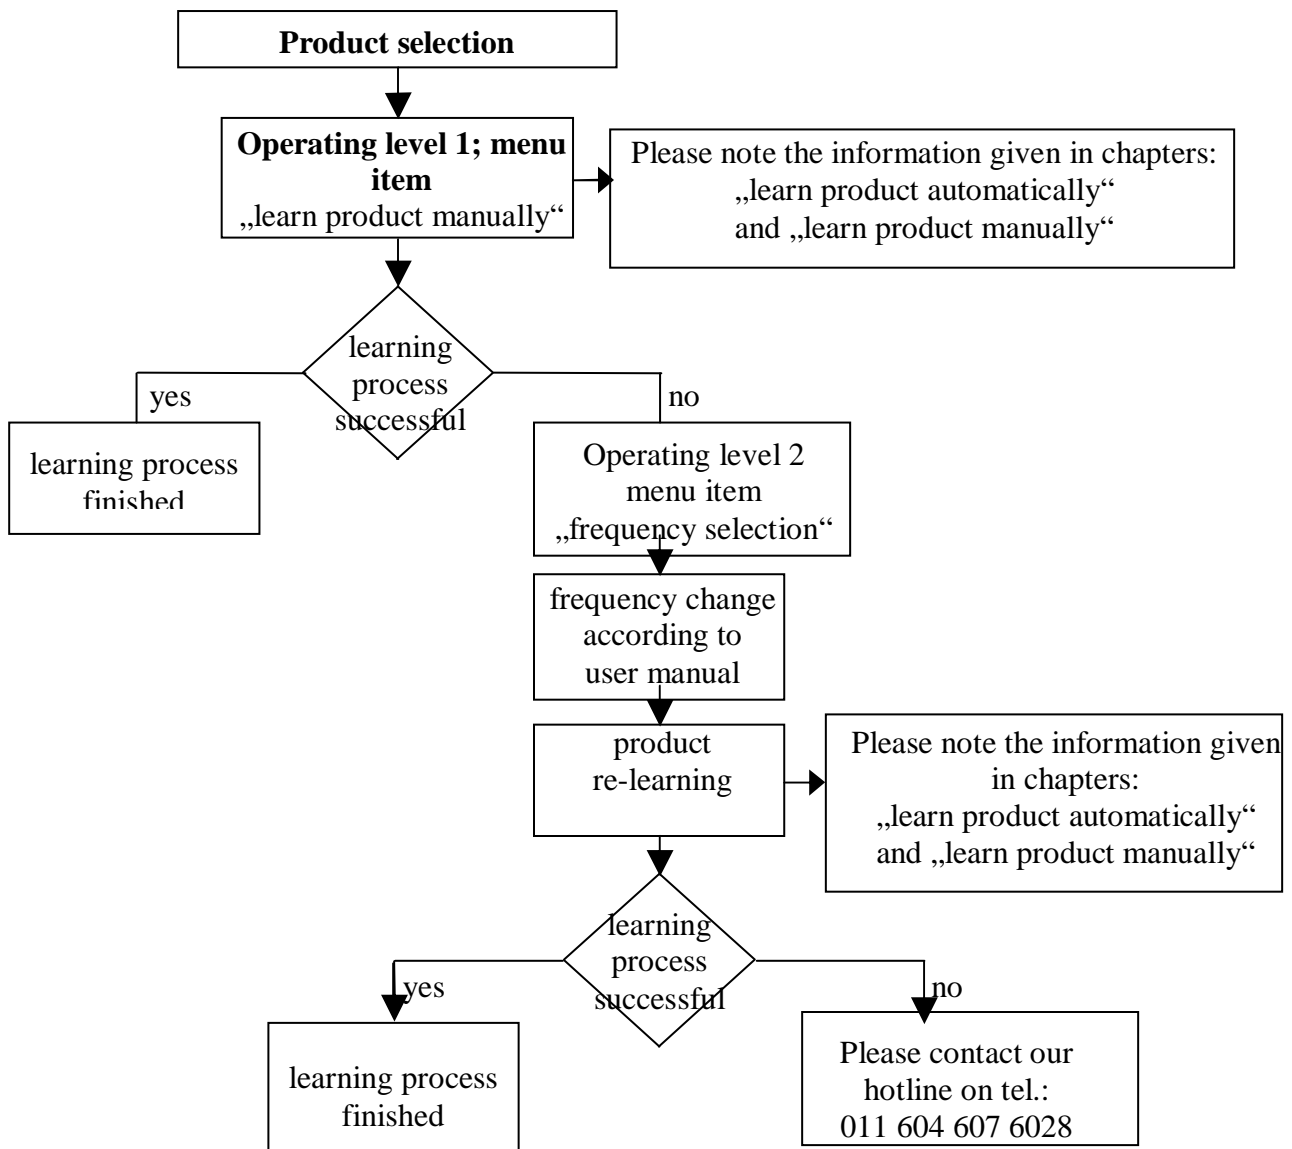 Product selection
Operating level 1; menu
item
„learn product manually“
Please note the information given in chapters:
„learn product automatically“
and „learn product manually“
learning
process
successful
yes
no
learning process
finished
Operating level 2
menu item
„frequency selection“
frequency change
according to
user manual
product
re-learning
Please note the information given
in chapters:
„learn product automatically“
and „learn product manually“
learning
process
successful
yes
no
learning process
finished
Please contact our
hotline on tel.:
011 604 607 6028